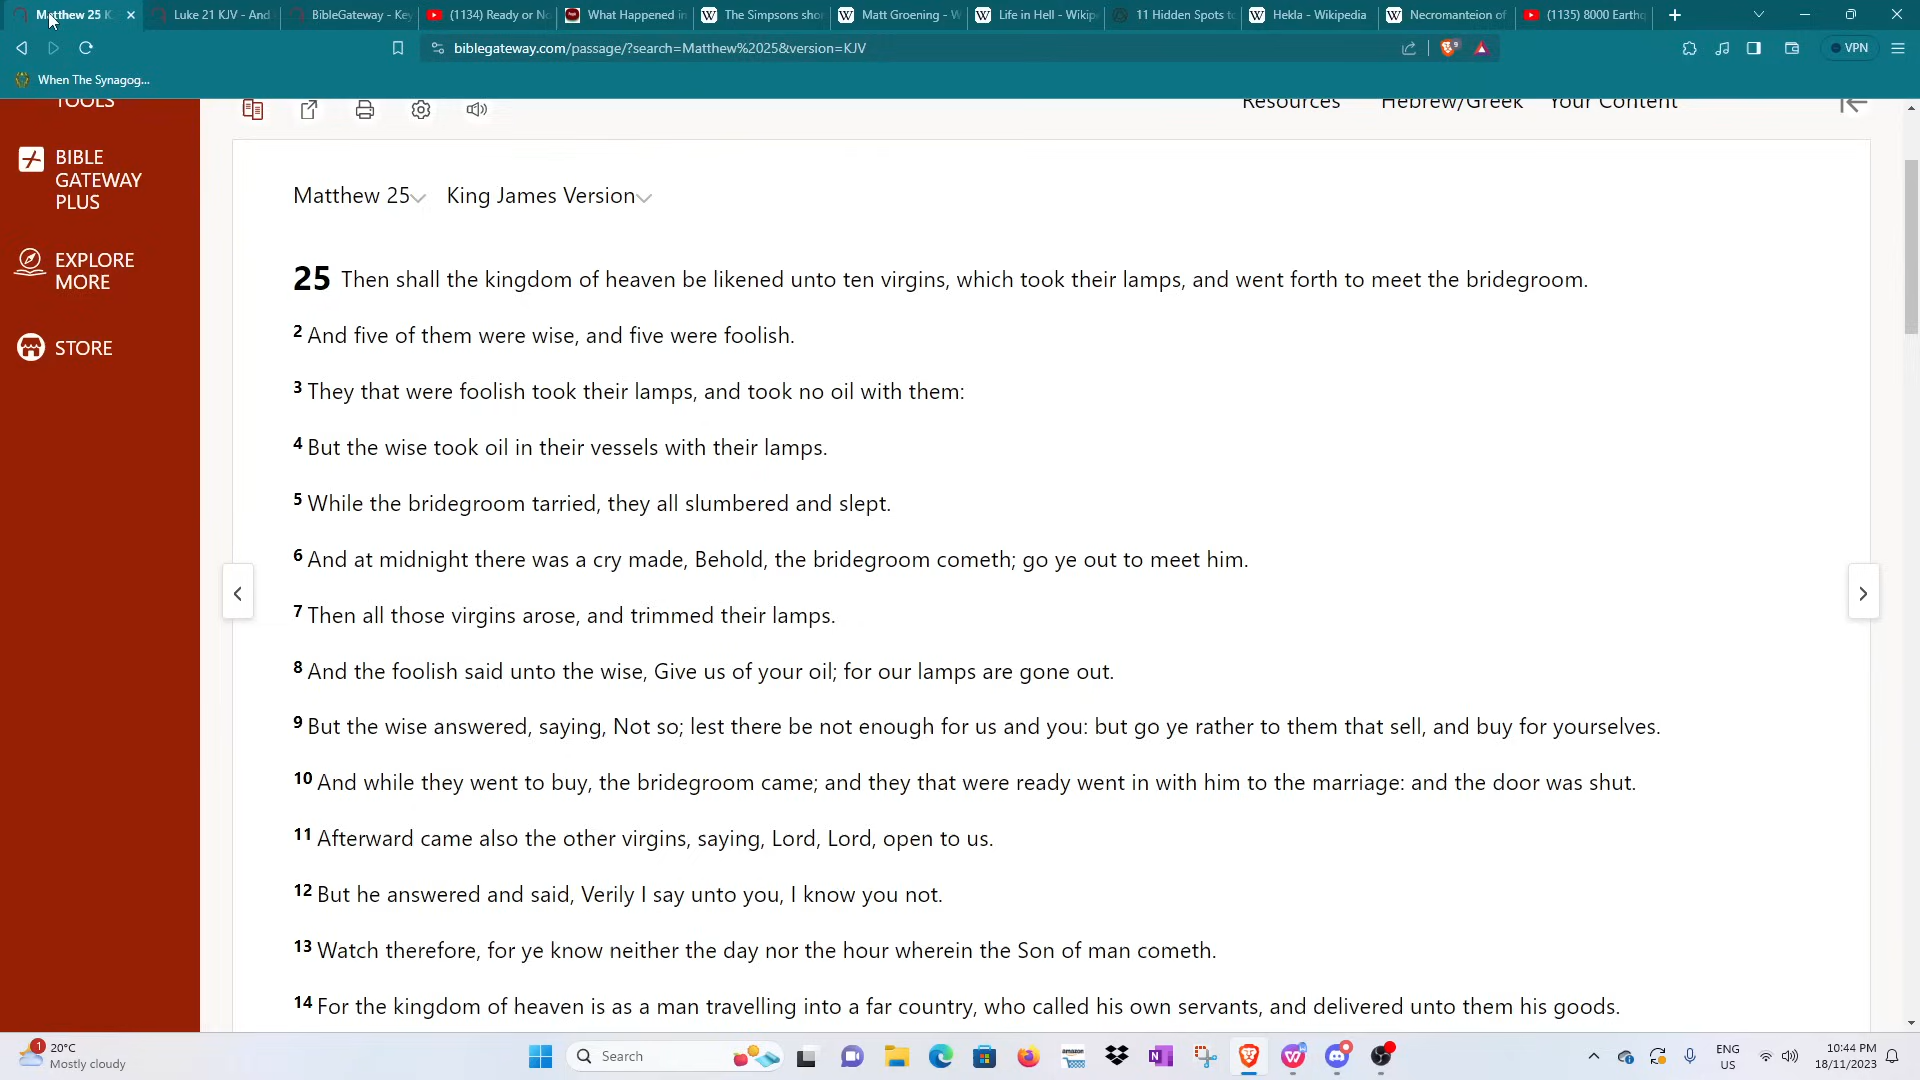 Matthew 25 K
Luke 21 KJV - And
BibleGateway - Key
(1134) Ready or No
What Happened in
The Simpsons sho
Matt Groening - W
Life in Hell - Wikip
11 Hidden Spots to
Hekla - Wikipedia
Necromanteion of
(1135) 8000 Earthq
biblegateway.com/passage/?search=Matthew%2025&version=KJV
VPN
When The Synagog...
TOOLS
Resources
Hebrew/Greek
Your Content
BIBLE
GATEWAY
PLUS
EXPLORE
MORE
STORE
Matthew 25 King James Version
25 Then shall the kingdom of heaven be likened unto ten virgins, which took their lamps, and went forth to meet the bridegroom.
2 And five of them were wise, and five were foolish.
3 They that were foolish took their lamps, and took no oil with them:
4 But the wise took oil in their vessels with their lamps.
5 While the bridegroom tarried, they all slumbered and slept.
6 And at midnight there was a cry made, Behold, the bridegroom cometh; go ye out to meet him.
7 Then all those virgins arose, and trimmed their lamps.
8 And the foolish said unto the wise, Give us of your oil; for our lamps are gone out.
9 But the wise answered, saying, Not so; lest there be not enough for us and you: but go ye rather to them that sell, and buy for yourselves.
10 And while they went to buy, the bridegroom came; and they that were ready went in with him to the marriage: and the door was shut.
11 Afterward came also the other virgins, saying, Lord, Lord, open to us.
12 But he answered and said, Verily I say unto you, I know you not.
13 Watch therefore, for ye know neither the day nor the hour wherein the Son of man cometh.
14 For the kingdom of heaven is as a man travelling into a far country, who called his own servants, and delivered unto them his goods.
1
20°C
Mostly cloudy
Search
amazon
ENG
US
10:44 PM
18/11/2023